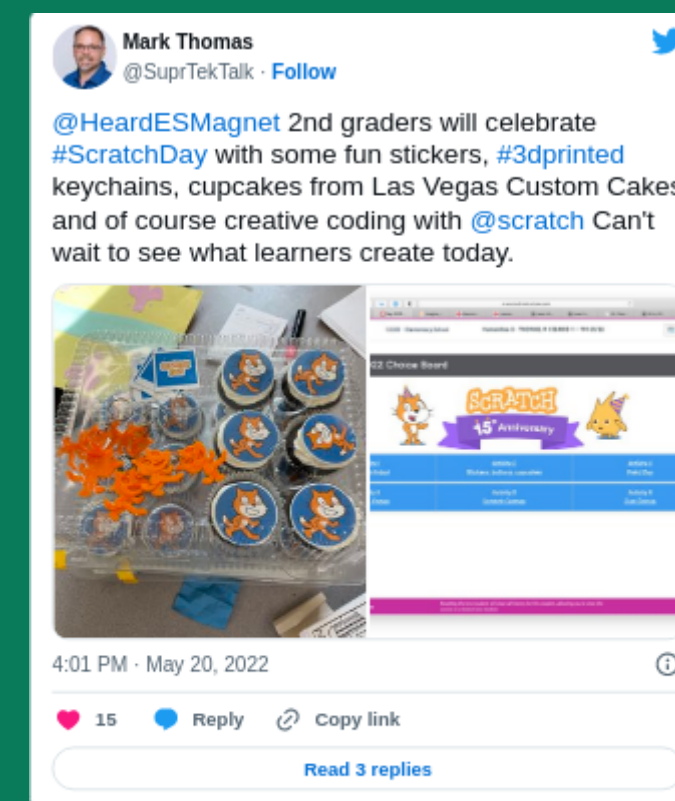 Mark Thomas
@SuprTekTalk · Follow
@HeardESMagnet 2nd graders will celebrate
#ScratchDay with some fun stickers, #3dprinted
keychains, cupcakes from Las Vegas Custom Cakes
and of course creative coding with @scratch Can't
wait to see what learners create today.
22 Choice Board
SCRATCH
15th Anniversary
4:01 PM · May 20, 2022
15 Reply Copy link
Read 3 replies